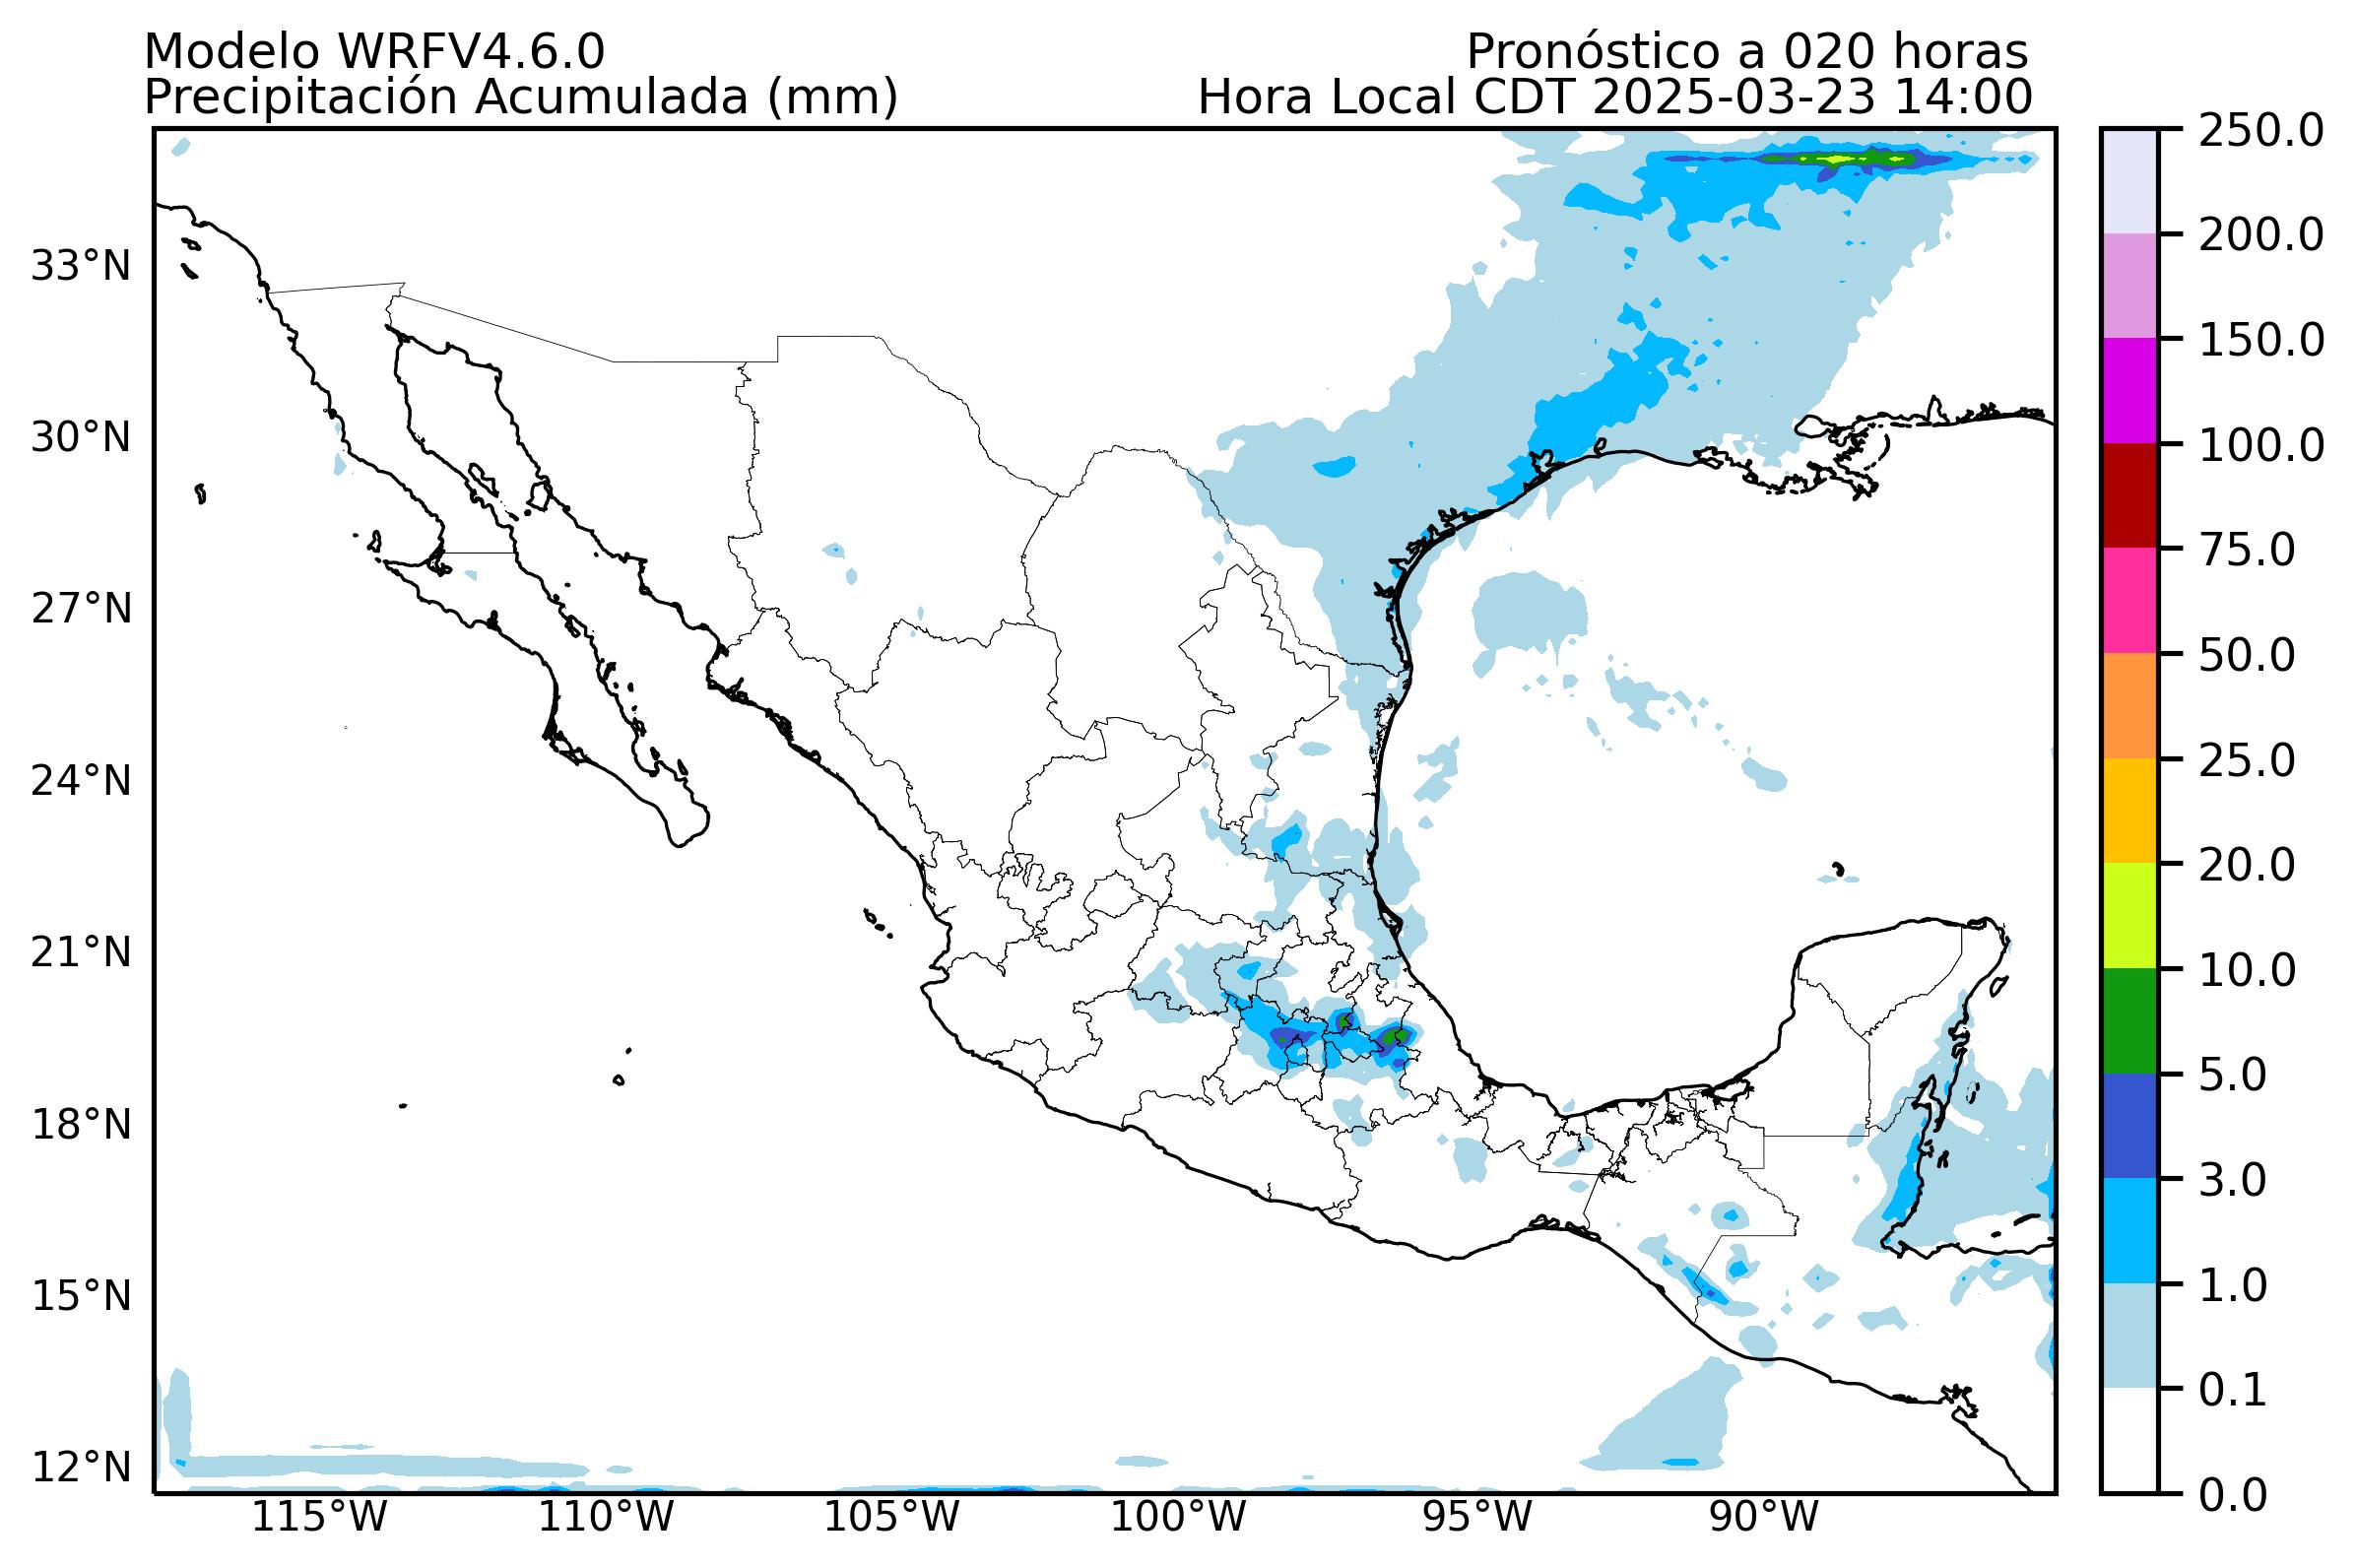 Modelo WRFV4.6.0
Pronóstico a 020 horas
Precipitación Acumulada (mm)
Hora Local CDT 2025-03-23 14:00
33°N
30°N
27°N
24°N
21°N
18°N
15°N
12°N
115°W
110°W
105°W
100°W
95°W
90°W
250.0
200.0
150.0
100.0
75.0
50.0
25.0
20.0
10.0
5.0
3.0
1.0
0.1
0.0